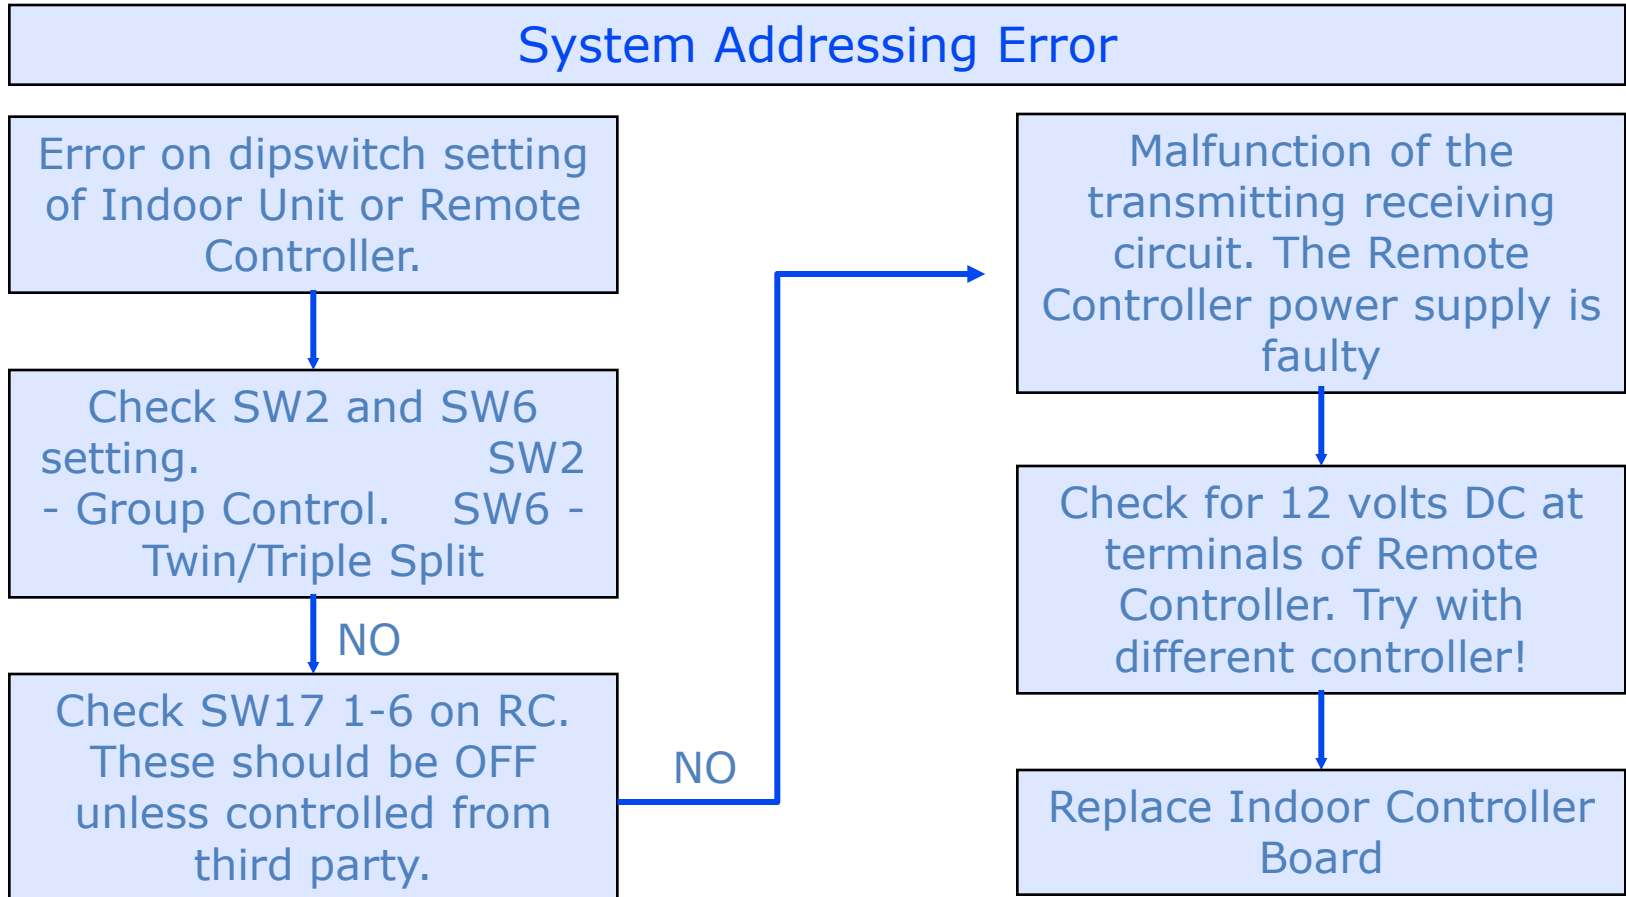 System Addressing Error
Error on dipswitch setting
of Indoor Unit or Remote
Controller.
Check SW2 and SW6
setting. SW2
- Group Control. SW6 -
Twin/Triple Split
NO
Check SW17 1-6 on RC.
These should be OFF
unless controlled from
third party.
NO
Malfunction of the
transmitting receiving
circuit. The Remote
Controller power supply is
faulty
Check for 12 volts DC at
terminals of Remote
Controller. Try with
different controller!
Replace Indoor Controller
Board